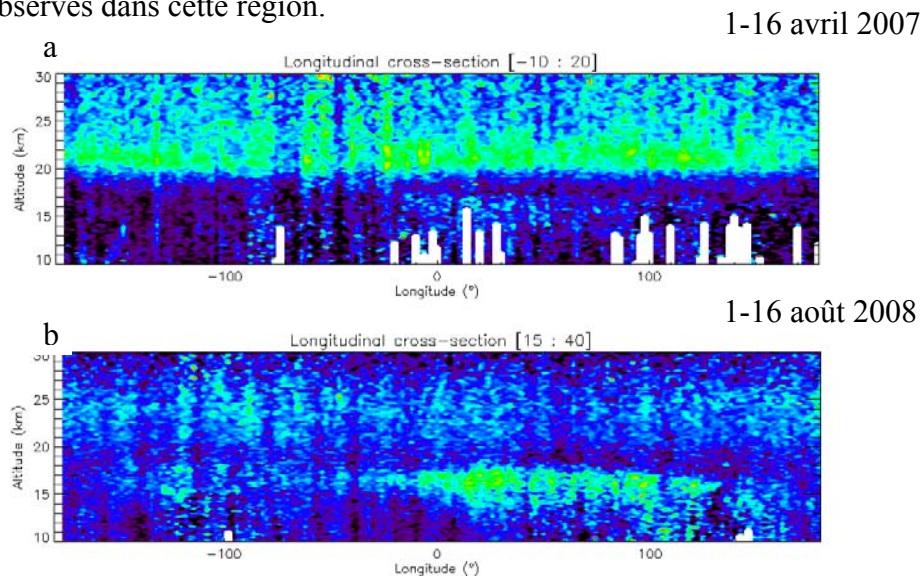 bservés dans cette région.
1-16 avril 2007
a
Longitudinal cross-section [-10 : 20]
30
25
20
15
10
Altitude (km)
-100 0 100
Longitude (°)
1-16 août 2008
b
Longitudinal cross-section [15 : 40]
30
25
20
15
10
Altitude (km)
-100 0 100
Longitude (°)